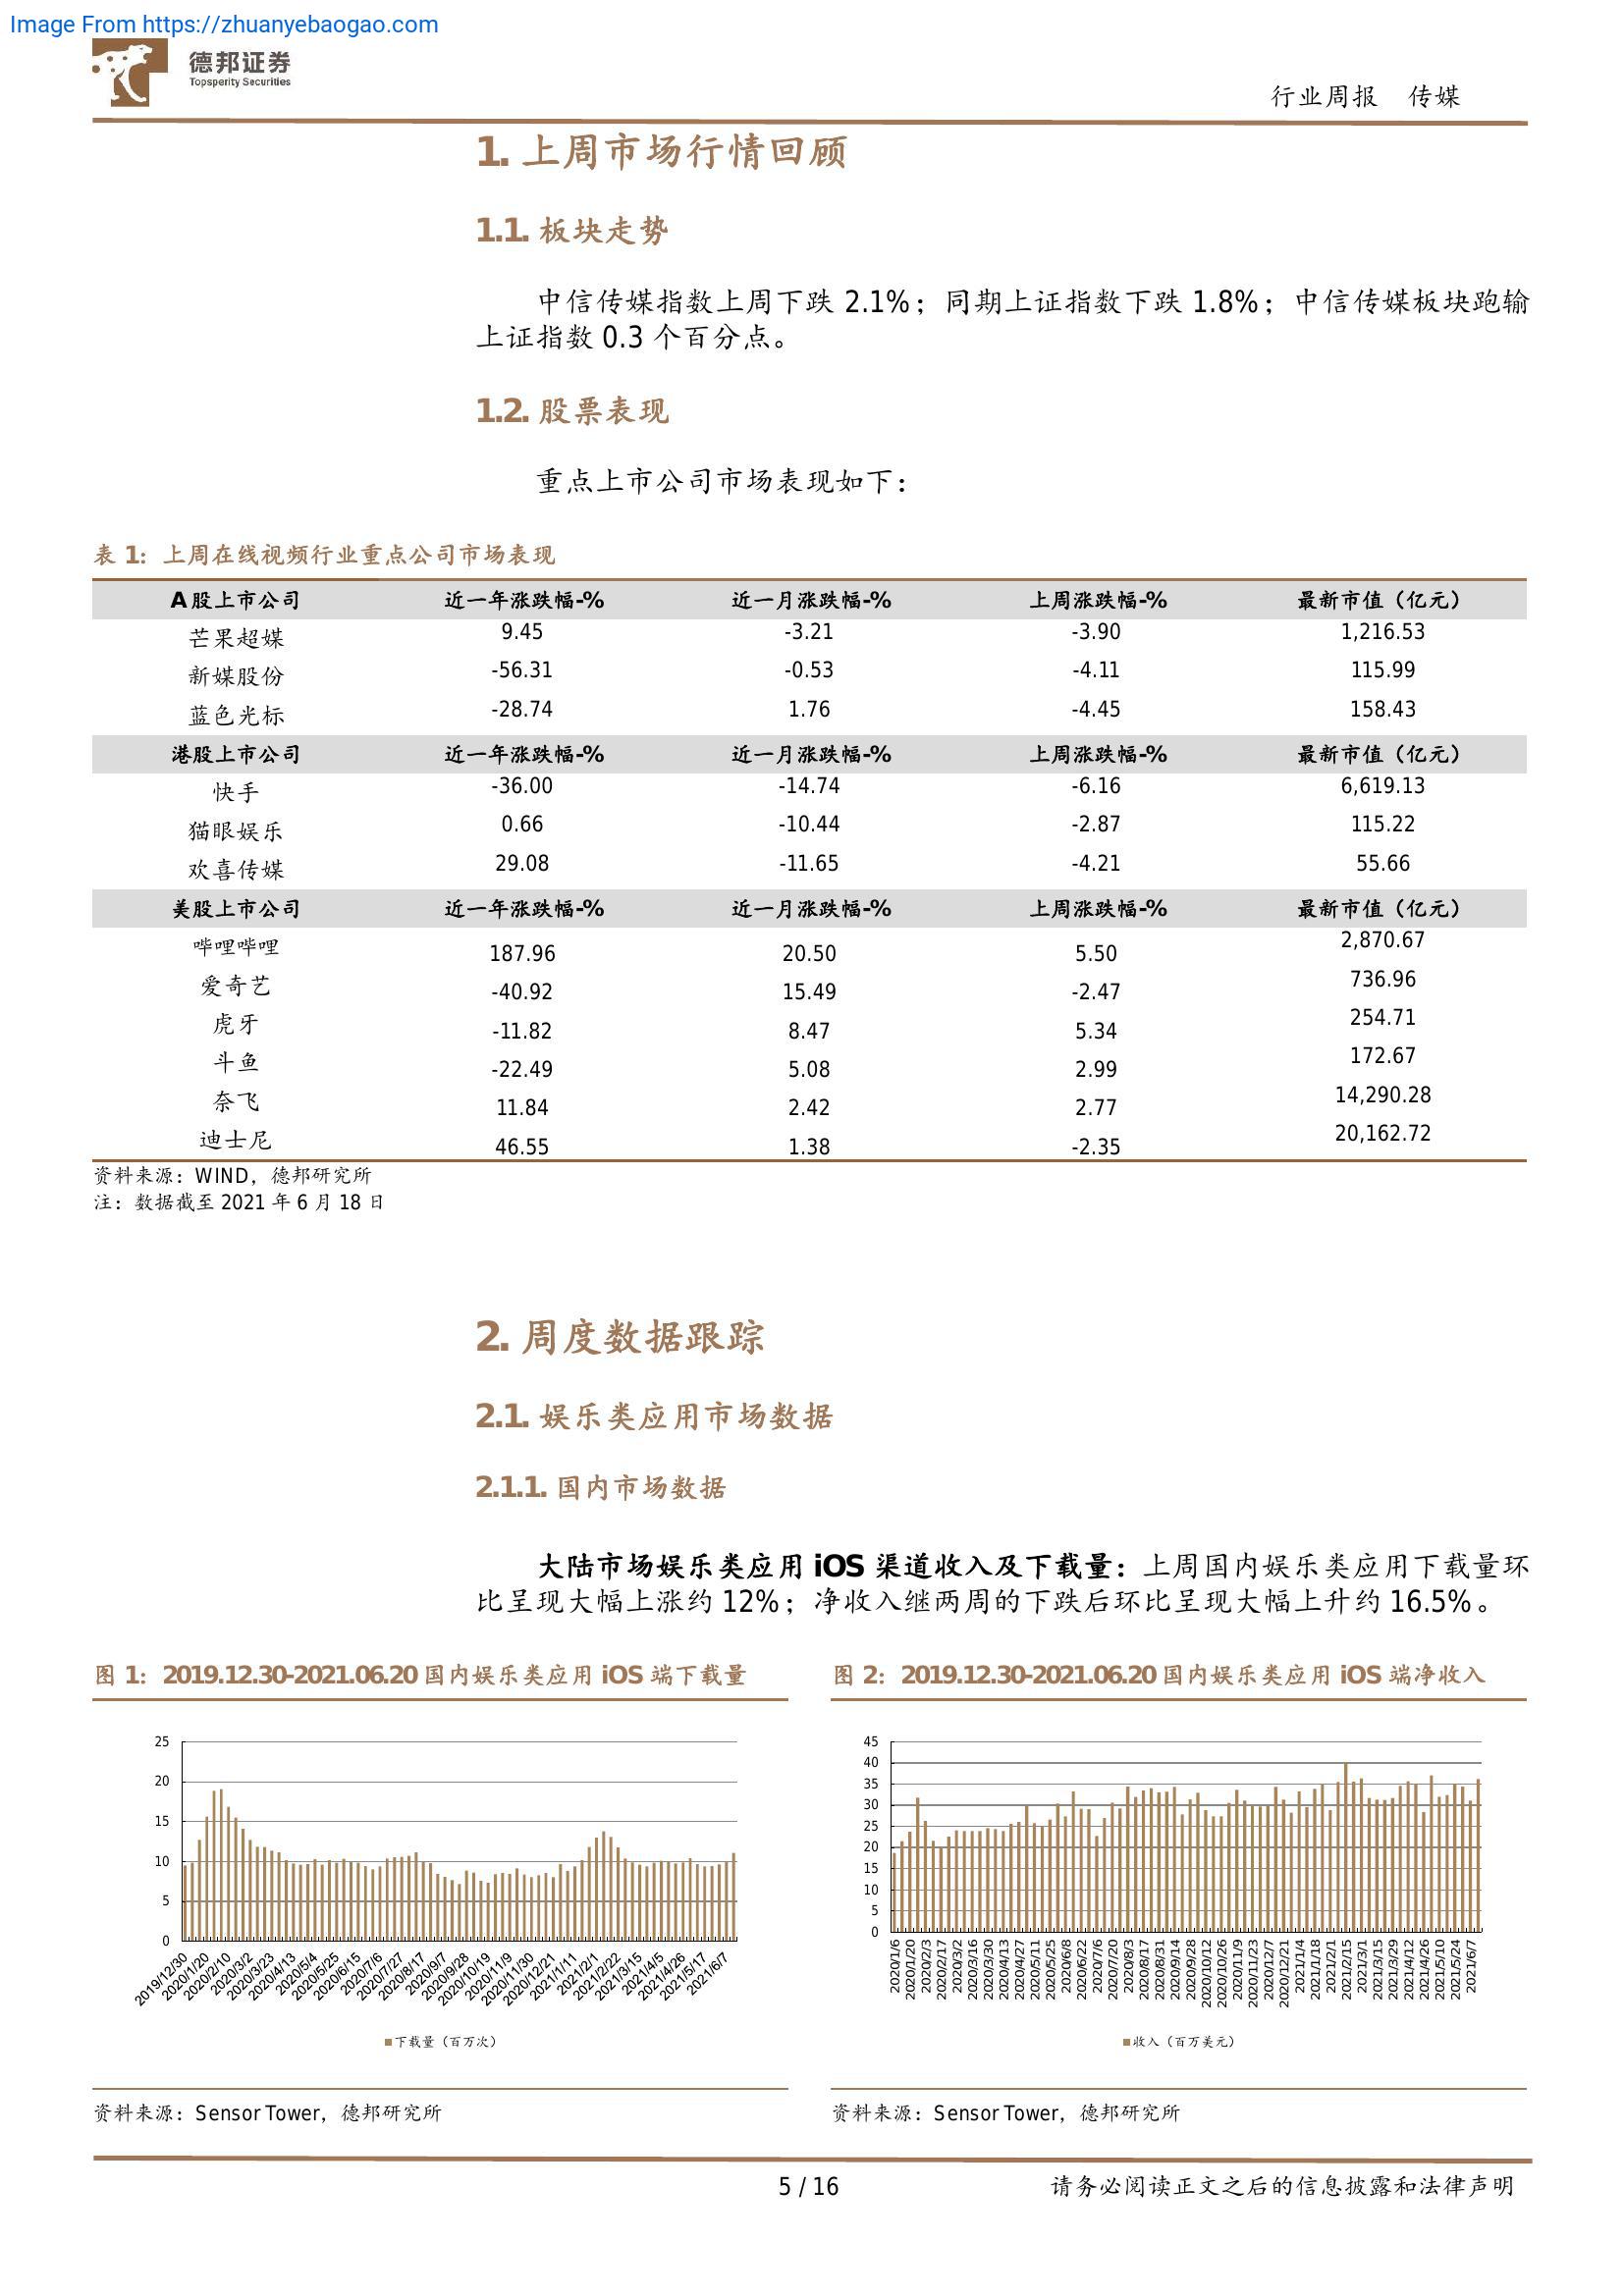 Image From https://zhuanyebaogao.com
德邦证券
Topsperity Securities
行业周报 传媒
1. 上周市场行情回顾
1.1. 板块走势
中信传媒指数上周下跌 2.1%；同期上证指数下跌 1.8%；中信传媒板块跑输
上证指数 0.3 个百分点。
1.2. 股票表现
重点上市公司市场表现如下：
表 1：上周在线视频行业重点公司市场表现
A股上市公司 近一年涨跌幅-% 近一月涨跌幅-% 上周涨跌幅-% 最新市值（亿元）
芒果超媒 9.45 -3.21 -3.90 1,216.53
新媒股份 -56.31 -0.53 -4.11 115.99
蓝色光标 -28.74 1.76 -4.45 158.43
港股上市公司 近一年涨跌幅-% 近一月涨跌幅-% 上周涨跌幅-% 最新市值（亿元）
快手 -36.00 -14.74 -6.16 6,619.13
猫眼娱乐 0.66 -10.44 -2.87 115.22
欢喜传媒 29.08 -11.65 -4.21 55.66
美股上市公司 近一年涨跌幅-% 近一月涨跌幅-% 上周涨跌幅-% 最新市值（亿元）
哔哩哔哩 187.96 20.50 5.50 2,870.67
爱奇艺 -40.92 15.49 -2.47 736.96
虎牙 -11.82 8.47 5.34 254.71
斗鱼 -22.49 5.08 2.99 172.67
奈飞 11.84 2.42 2.77 14,290.28
迪士尼 46.55 1.38 -2.35 20,162.72
资料来源：WIND，德邦研究所
注：数据截至 2021 年 6 月 18 日
2. 周度数据跟踪
2.1. 娱乐类应用市场数据
2.1.1. 国内市场数据
大陆市场娱乐类应用 iOS 渠道收入及下载量：上周国内娱乐类应用下载量环
比呈现大幅上涨约 12%；净收入继两周的下跌后环比呈现大幅上升约 16.5%。
图 1：2019.12.30-2021.06.20 国内娱乐类应用 iOS 端下载量
25
20
15
10
5
0
2019/12/30 2020/1/20 2020/2/10 2020/3/2 2020/3/23 2020/4/13 2020/5/4 2020/5/25 2020/6/15 2020/7/6 2020/7/27 2020/8/17 2020/9/7 2020/9/28 2020/10/19 2020/11/9 2020/11/30 2020/12/21 2021/1/11 2021/2/1 2021/2/22 2021/3/15 2021/4/5 2021/4/26 2021/5/17 2021/6/7
下载量（百万次）
资料来源：Sensor Tower，德邦研究所
图 2：2019.12.30-2021.06.20 国内娱乐类应用 iOS 端净收入
45
40
35
30
25
20
15
10
5
0
2020/1/6 2020/1/20 2020/2/3 2020/2/17 2020/3/2 2020/3/16 2020/3/30 2020/4/13 2020/4/27 2020/5/11 2020/5/25 2020/6/8 2020/6/22 2020/7/6 2020/7/20 2020/8/3 2020/8/17 2020/8/31 2020/9/14 2020/9/28 2020/10/12 2020/10/26 2020/11/9 2020/11/23 2020/12/7 2020/12/21 2021/1/4 2021/1/18 2021/2/1 2021/2/15 2021/3/1 2021/3/15 2021/3/29 2021/4/12 2021/4/26 2021/5/10 2021/5/24 2021/6/7
收入（百万美元）
资料来源：Sensor Tower，德邦研究所
5 / 16
请务必阅读正文之后的信息披露和法律声明